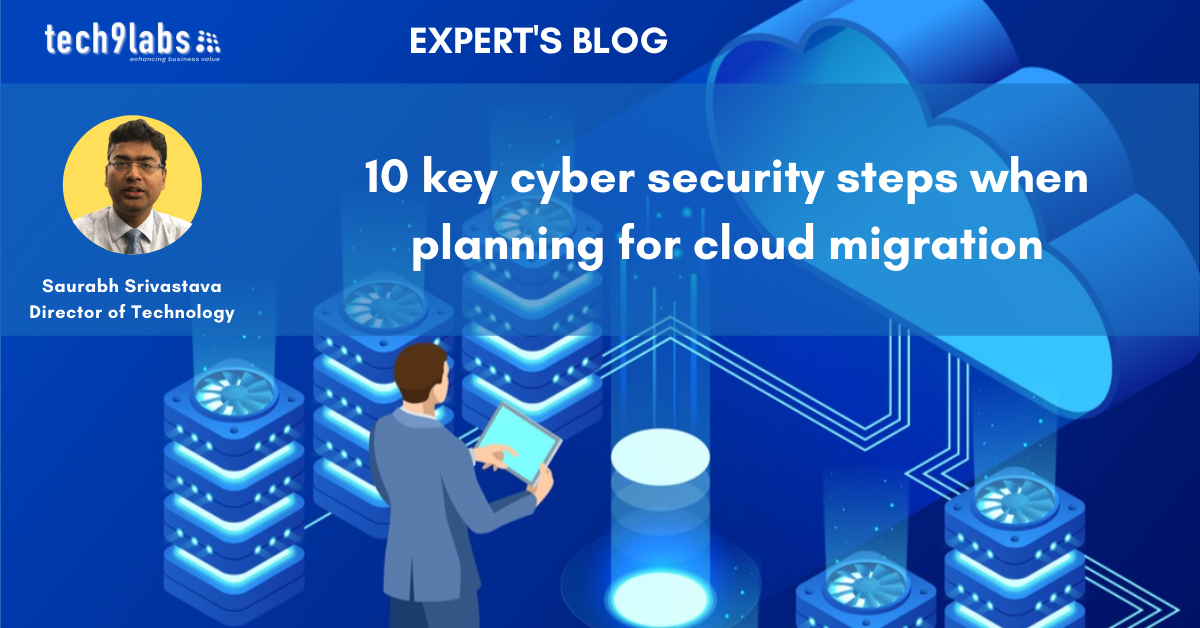 tech9labs
enhancing business value
EXPERT'S BLOG
10 key cyber security steps when
planning for cloud migration
Saurabh Srivastava
Director of Technology